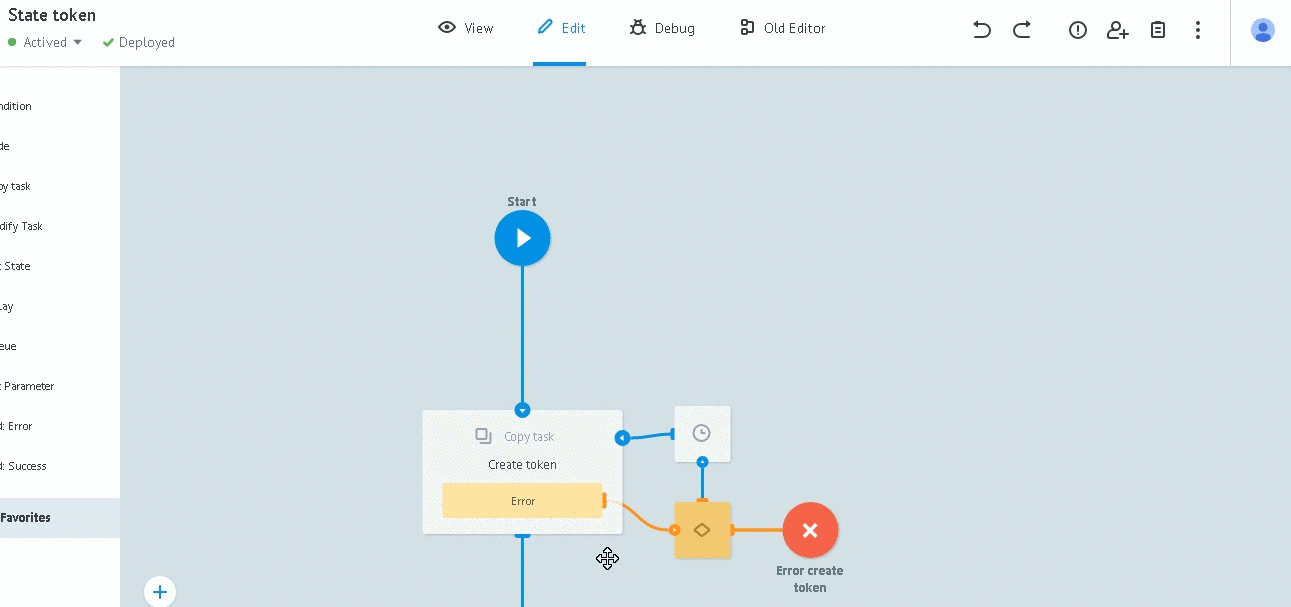 State token
Actived
Deployed
View
Edit
Debug
Old Editor
ndition
de
py task
dify Task
t State
lay
eue
t Parameter
d: Error
d: Success
Favorites
Start
Copy task
Create token
Error
Error create
token